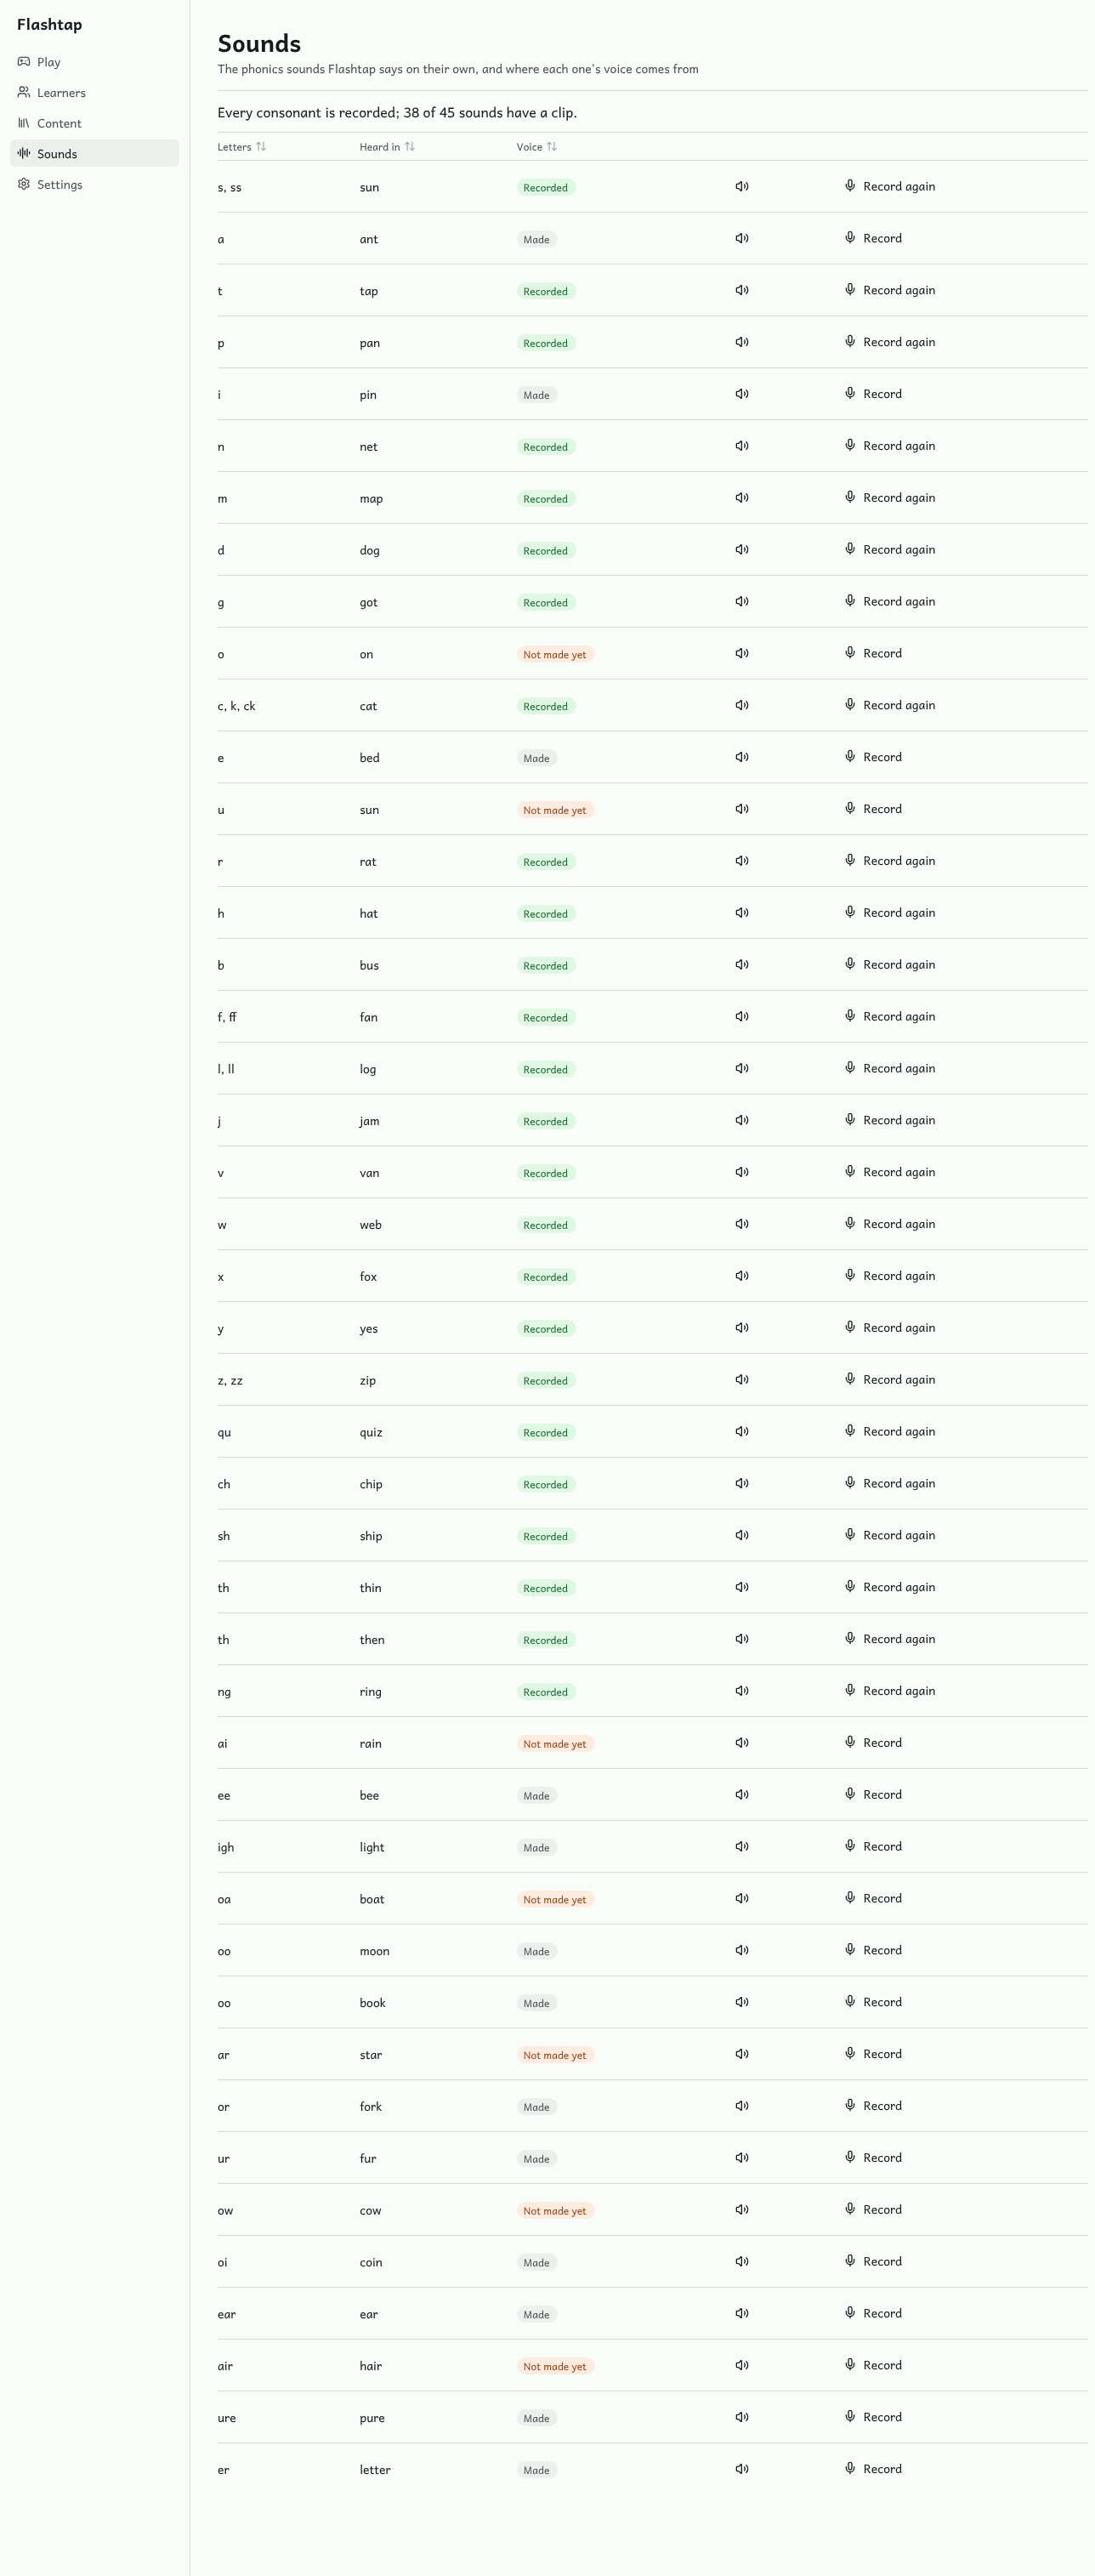 Flashtap
Play
Learners
Content
Sounds
Settings
Sounds
The phonics sounds Flashtap says on their own, and where each one's voice comes from
Every consonant is recorded; 38 of 45 sounds have a clip.
Letters Heard in Voice
s, ss sun Recorded Record again
a ant Made Record
t tap Recorded Record again
p pan Recorded Record again
i pin Made Record
n net Recorded Record again
m map Recorded Record again
d dog Recorded Record again
g got Recorded Record again
o on Not made yet Record
c, k, ck cat Recorded Record again
e bed Made Record
u sun Not made yet Record
r rat Recorded Record again
h hat Recorded Record again
b bus Recorded Record again
f, ff fan Recorded Record again
l, ll log Recorded Record again
j jam Recorded Record again
v van Recorded Record again
w web Recorded Record again
x fox Recorded Record again
y yes Recorded Record again
z, zz zip Recorded Record again
qu quiz Recorded Record again
ch chip Recorded Record again
sh ship Recorded Record again
th thin Recorded Record again
th then Recorded Record again
ng ring Recorded Record again
ai rain Not made yet Record
ee bee Made Record
igh light Made Record
oa boat Not made yet Record
oo moon Made Record
oo book Made Record
ar star Not made yet Record
or fork Made Record
ur fur Made Record
ow cow Not made yet Record
oi coin Made Record
ear ear Made Record
air hair Not made yet Record
ure pure Made Record
er letter Made Record